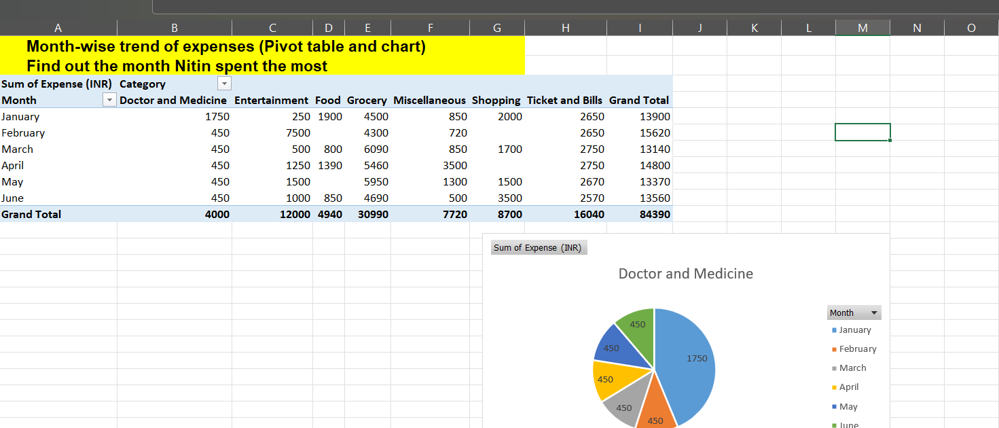 A B C D E F G H I J K L M N O
Month-wise trend of expenses (Pivot table and chart)
Find out the month Nitin spent the most
Sum of Expense (INR) Category
Month Doctor and Medicine Entertainment Food Grocery Miscellaneous Shopping Ticket and Bills Grand Total
January 1750 250 1900 4500 850 2000 2650 13900
February 450 7500 4300 720 2650 15620
March 450 500 800 6090 850 1700 2750 13140
April 450 1250 1390 5460 3500 2750 14800
May 450 1500 5950 1300 1500 2670 13370
June 450 1000 850 4690 500 3500 2570 13560
Grand Total 4000 12000 4940 30990 7720 8700 16040 84390
Sum of Expense (INR)
Doctor and Medicine
450
450
1750
450
450
450
Month
January
February
March
April
May
June